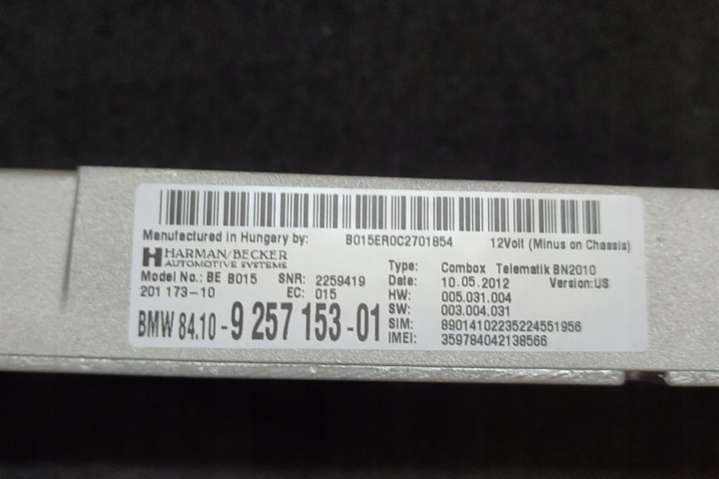 Manufactured in Hungary by: B015ER0C2701854 12Volt (Minus on Chassis)
HARMAN/BECKER
AUTOMOTIVE SYSTEMS
Type: Combox Telematik BN2010
Model No.: BE B015 SNR: 2259419 Date: 10.05.2012 Version:US
201 173-10 EC: 015 HW: 005.031.004
SW: 003.004.031
BMW 84.10-9 257 153-01 SIM: 89014102235224551956
IMEI: 359784042138566